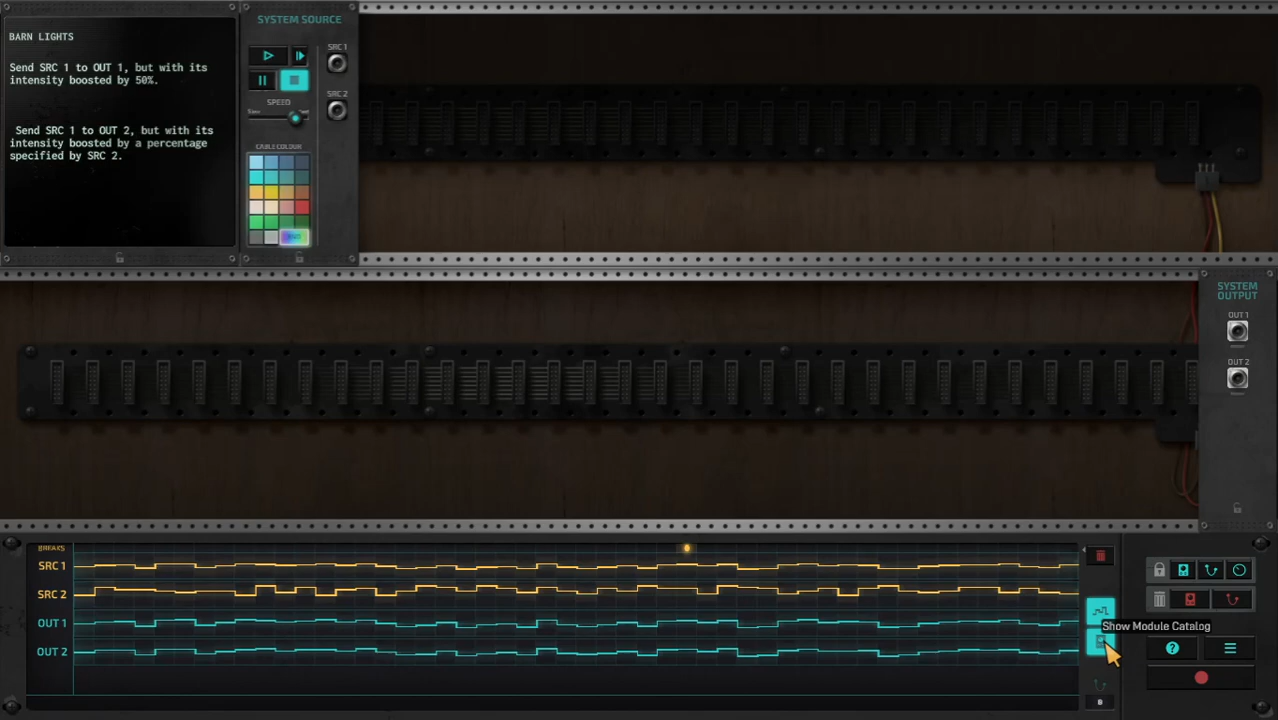 BARN LIGHTS
Send SRC 1 to OUT 1, but with its
intensity boosted by 50%.
Send SRC 1 to OUT 2, but with its
intensity boosted by a percentage
specified by SRC 2.
SYSTEM SOURCE
SRC 1
SRC 2
SPEED
CABLE COLOUR
SYSTEM
OUTPUT
OUT 1
OUT 2
BREAKS
SRC 1
SRC 2
OUT 1
OUT 2
Show Module Catalog
?
0